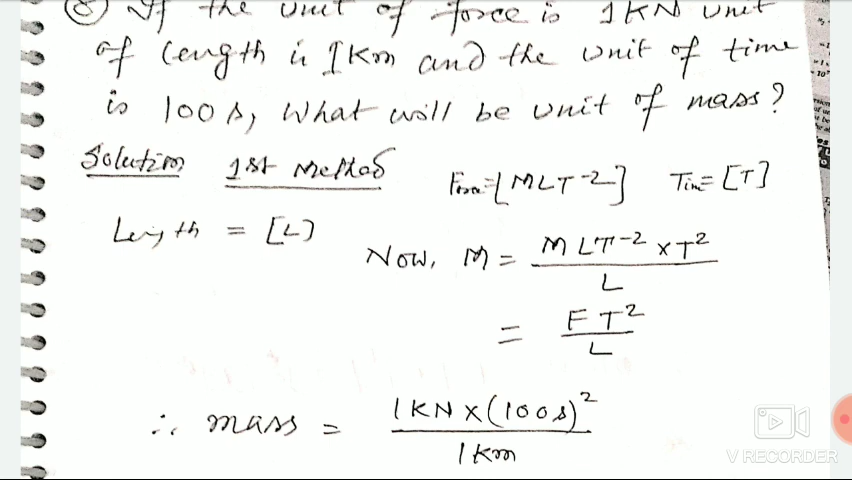 ⑧ If the unit of force is 1KN unit
of length is 1Km and the unit of time
is 100 s, What will be unit of mass?
Solution 1st Method Force=[MLT-2] Time=[T]
Length = [L]
Now, M = MLT-2 x T2
L
= FT2
L
∴ mass = 1KN x (100s)2
1Km
V RECORDER